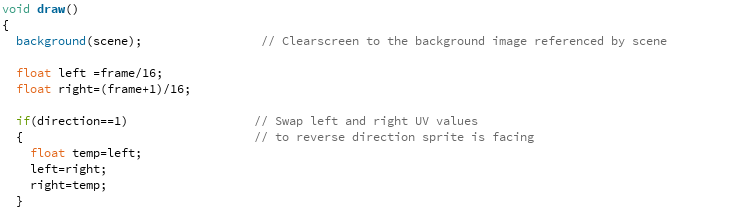 void draw()
{
  background(scene);                 // Clearscreen to the background image referenced by scene

  float left =frame/16;
  float right=(frame+1)/16;

  if(direction==1)                  // Swap left and right UV values
  {                                 // to reverse direction sprite is facing
    float temp=left;
    left=right;
    right=temp;
  }